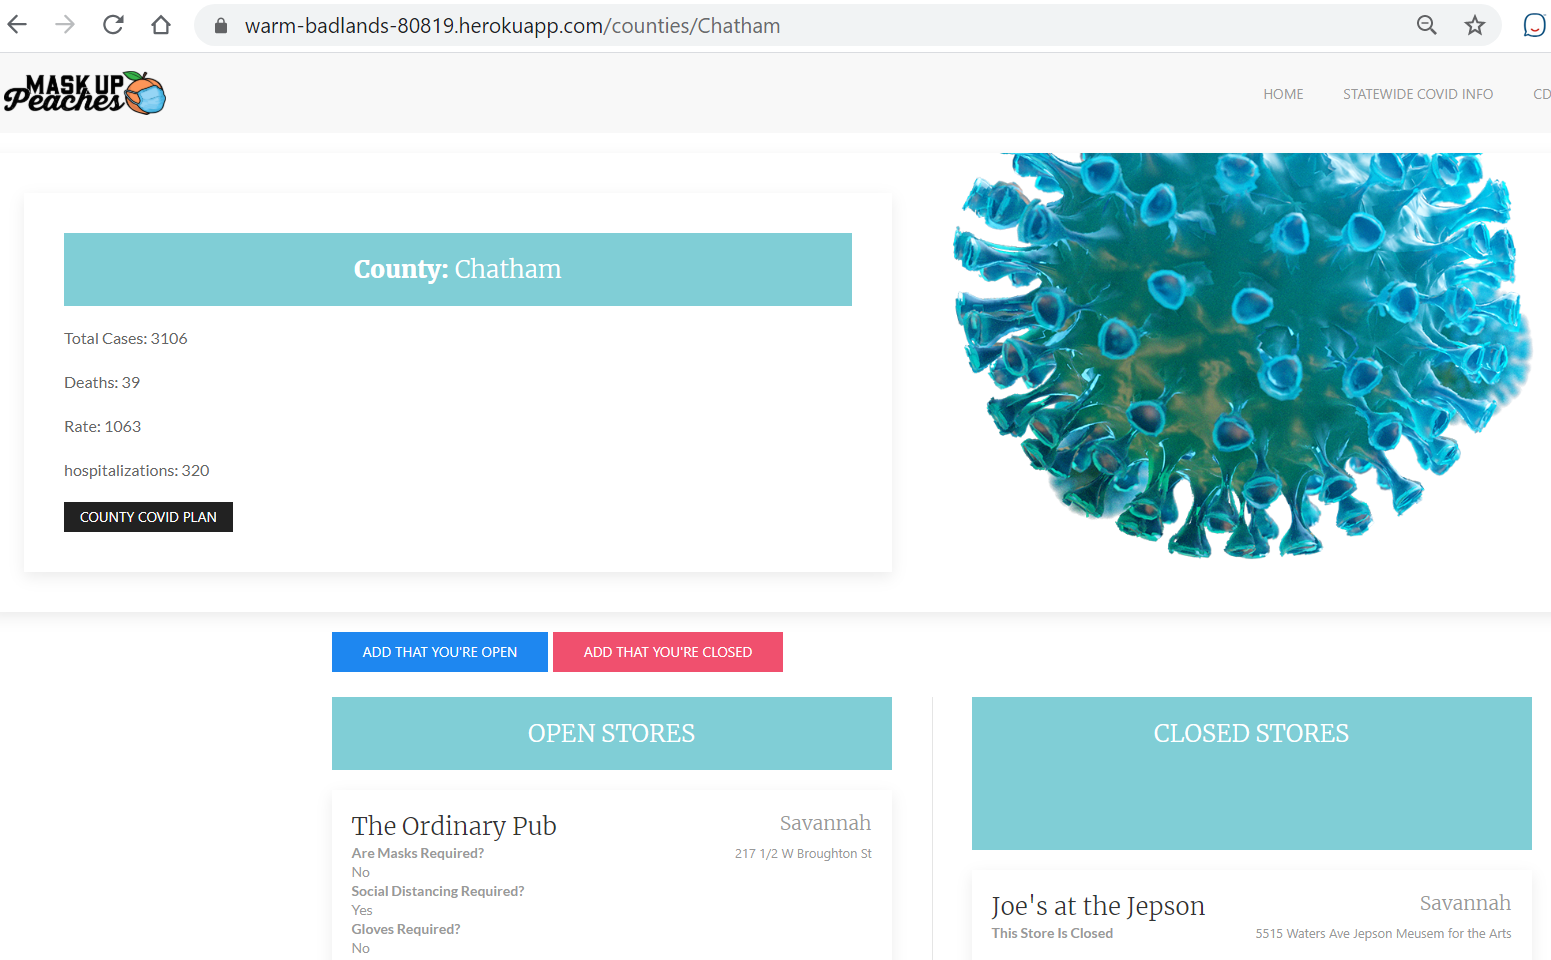 warm-badlands-80819.herokuapp.com/counties/Chatham
MASK UP
Peaches
HOME
STATEWIDE COVID INFO
CD
County: Chatham
Total Cases: 3106
Deaths: 39
Rate: 1063
hospitalizations: 320
COUNTY COVID PLAN
ADD THAT YOU'RE OPEN
ADD THAT YOU'RE CLOSED
OPEN STORES
The Ordinary Pub
Savannah
Are Masks Required?
217 1/2 W Broughton St
No
Social Distancing Required?
Yes
Gloves Required?
No
CLOSED STORES
Joe's at the Jepson
Savannah
This Store Is Closed
5515 Waters Ave Jepson Meusem for the Arts